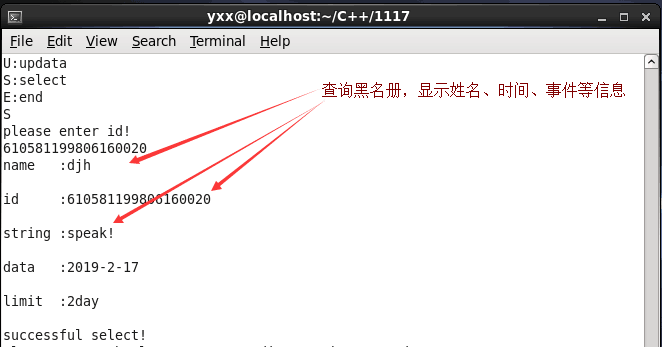 yxx@localhost:~/C++/1117
File Edit View Search Terminal Help
U:updata
S:select
E:end
S
查询黑名册，显示姓名、时间、事件等信息
please enter id!
610581199806160020
name :djh
id :610581199806160020
string :speak!
data :2019-2-17
limit :2day
successful select!